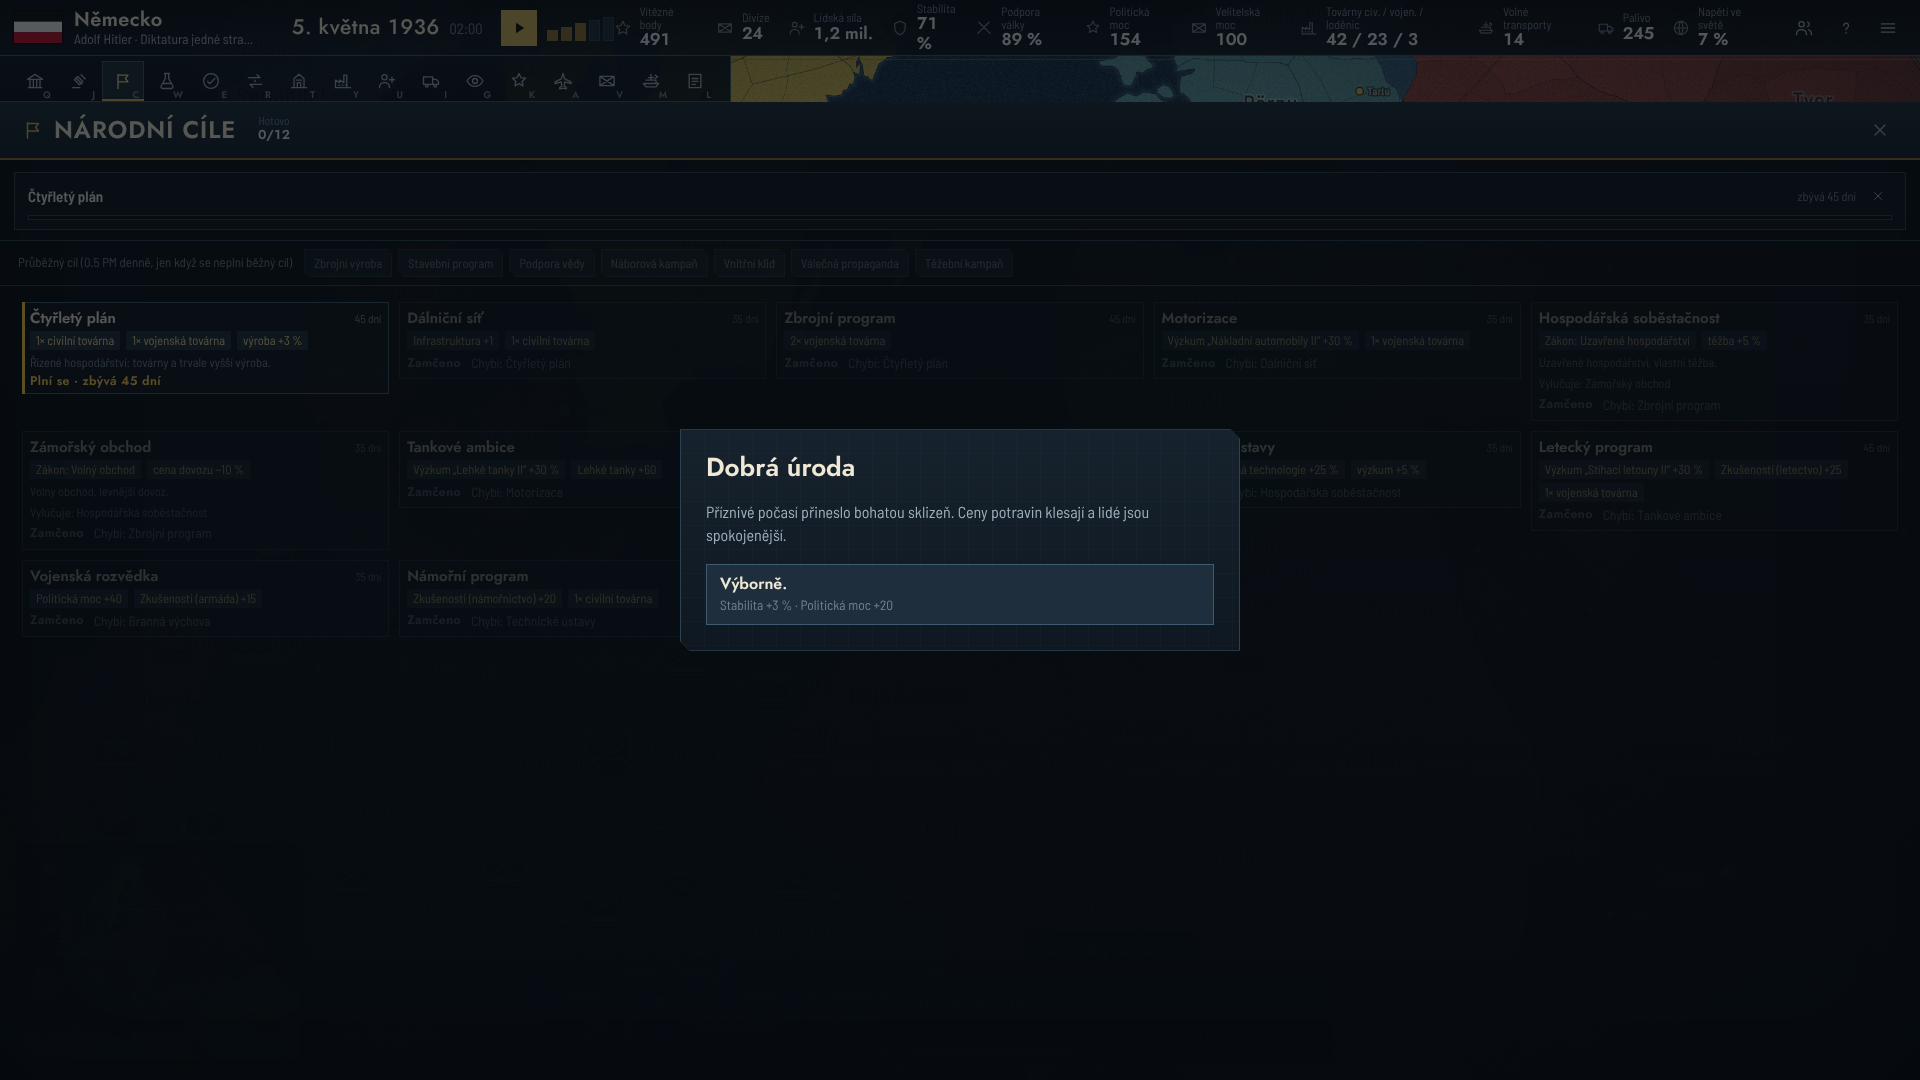 Německo
Adolf Hitler · Diktatura jedné stra…
5. května 1936 02:00
Vítězné body 491
Divize 24
Lidská síla 1,2 mil.
Stabilita 71 %
Podpora války 89 %
Politická moc 154
Velitelská moc 100
Továrny civ. / vojen. / loděnic 42 / 23 / 3
Volné transporty 14
Palivo 245
Napětí ve světě 7 %
?
Q J C W E R T Y U I G K A V M L
Tartu
Tver
NÁRODNÍ CÍLE
Hotovo
0/12
Čtyřletý plán
zbývá 45 dní
Průběžný cíl (0.5 PM denně, jen když se neplní běžný cíl)
Zbrojní výroba
Stavební program
Podpora vědy
Náborová kampaň
Vnitřní klid
Válečná propaganda
Těžební kampaň
Čtyřletý plán 45 dní
1× civilní továrna 1× vojenská továrna výroba +3 %
Řízené hospodářství: továrny a trvale vyšší výroba.
Plní se · zbývá 45 dní
Dálniční síť 35 dní
Infrastruktura +1 1× civilní továrna
Zamčeno Chybí: Čtyřletý plán
Zbrojní program 45 dní
2× vojenská továrna
Zamčeno Chybí: Čtyřletý plán
Motorizace 35 dní
Výzkum „Nákladní automobily II“ +30 % 1× vojenská továrna
Zamčeno Chybí: Dálniční síť
Hospodářská soběstačnost 35 dní
Zákon: Uzavřené hospodářství těžba +5 %
Uzavřené hospodářství, vlastní těžba.
Vylučuje: Zámořský obchod
Zamčeno Chybí: Zbrojní program
Zámořský obchod 35 dní
Zákon: Volný obchod cena dovozu −10 %
Volný obchod, levnější dovoz.
Vylučuje: Hospodářská soběstačnost
Zamčeno Chybí: Zbrojní program
Tankové ambice
Výzkum „Lehké tanky II“ +30 % Lehké tanky +60
Zamčeno Chybí: Motorizace
stavy 35 dní
á technologie +25 % výzkum +5 %
ybí: Hospodářská soběstačnost
Letecký program 45 dní
Výzkum „Stíhací letouny II“ +30 % Zkušenosti (letectvo) +25
1× vojenská továrna
Zamčeno Chybí: Tankové ambice
Vojenská rozvědka 35 dní
Politická moc +40 Zkušenosti (armáda) +15
Zamčeno Chybí: Branná výchova
Námořní program
Zkušenosti (námořnictvo) +20 1× civilní továrna
Zamčeno Chybí: Technické ústavy
Dobrá úroda
Příznivé počasí přineslo bohatou sklizeň. Ceny potravin klesají a lidé jsou
spokojenější.
Výborně.
Stabilita +3 % · Politická moc +20